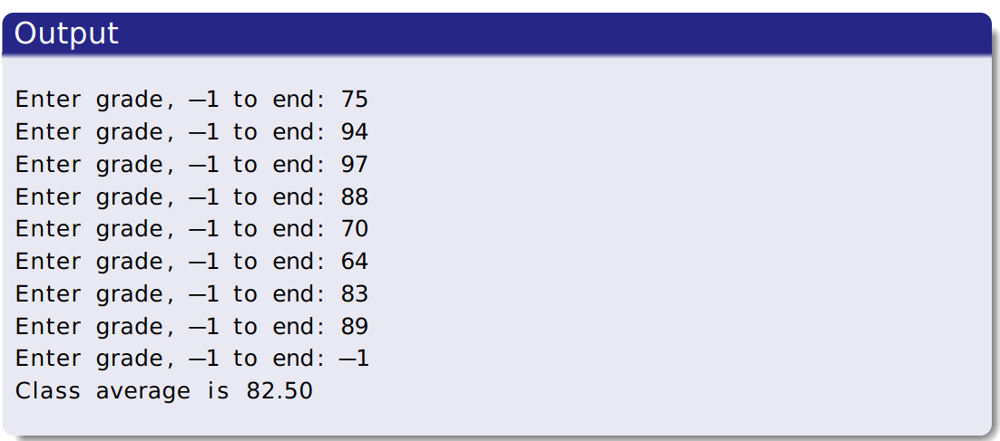 Output
Enter grade, –1 to end: 75
Enter grade, –1 to end: 94
Enter grade, –1 to end: 97
Enter grade, –1 to end: 88
Enter grade, –1 to end: 70
Enter grade, –1 to end: 64
Enter grade, –1 to end: 83
Enter grade, –1 to end: 89
Enter grade, –1 to end: –1
Class average is 82.50